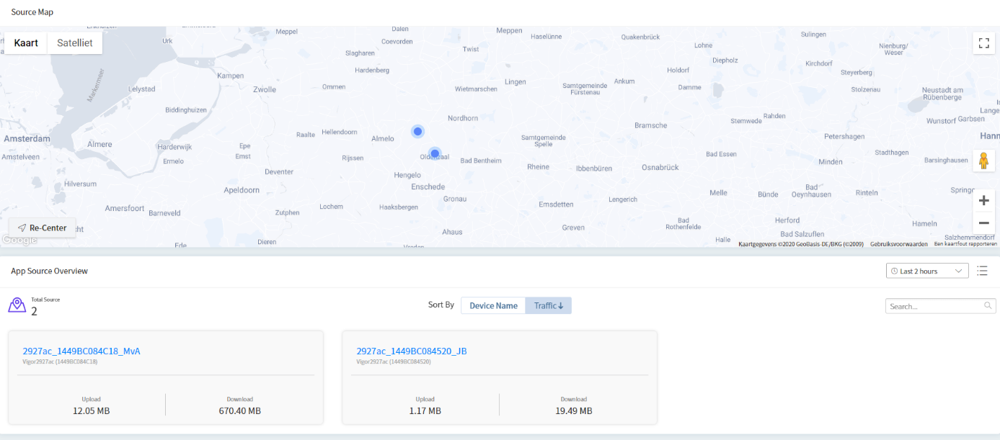 Source Map
Enkhuizen
Emmeloord
Kaart
Satelliet
Urk
Meppel
Dalen
Coevorden
Meppen
Haselünne
Quakenbrück
Lohne
Sulingen
Nienburg/
Weser
Slagharen
Twist
Diepholz
Kirchdorf
Hardenberg
Holdorf
Steyerberg
Markermeer
Kampen
Lelystad
Zwolle
Ommen
Wietmarschen
Lingen
Samtgemeinde
Fürstenau
Ankum
Damme
Stolzenau
Neustadt am
Rübenberge
Biddinghuizen
Nordhorn
Bramsche
Stemwede
Rahden
Wunstorf
Garbsen
Lange
Amsterdam
Almere
Harderwijk
Epe
Raalte
Hellendoorn
Almelo
Samtgemeinde
Spelle
Petershagen
Hann
Amstelveen
Ermelo
Emst
Rijssen
Oldenzaal
Bad Bentheim
Rheine
Ibbenbüren
Osnabrück
Bad Essen
Minden
Stadthagen
Barsinghausen
Hilversum
Deventer
Hengelo
Enschede
Apeldoorn
Gronau
Lengerich
Melle
Bünde
Bad
Oeynhausen
Rinteln
Springe
Amersfoort
Barneveld
Zutphen
Lochem
Haaksbergen
Emsdetten
Herford
Hameln
Re-Center
cht
Ahaus
Greven
Bad
Rothenfelde
Bad Salzuflen
Salzhemmendorf
Google
Ede
Dieren
Vreden
Halle
Kaartgegevens ©2020 GeoBasis-DE/BKG (©2009)
Gebruiksvoorwaarden
Een kaartfout rapporteren
App Source Overview
Last 2 hours
Total Source
2
Sort By
Device Name
Traffic
Search...
2927ac_1449BC084C18_MvA
Vigor2927ac (1449BC084C18)
Upload
12.05 MB
Download
670.40 MB
2927ac_1449BC084520_JB
Vigor2927ac (1449BC084520)
Upload
1.17 MB
Download
19.49 MB